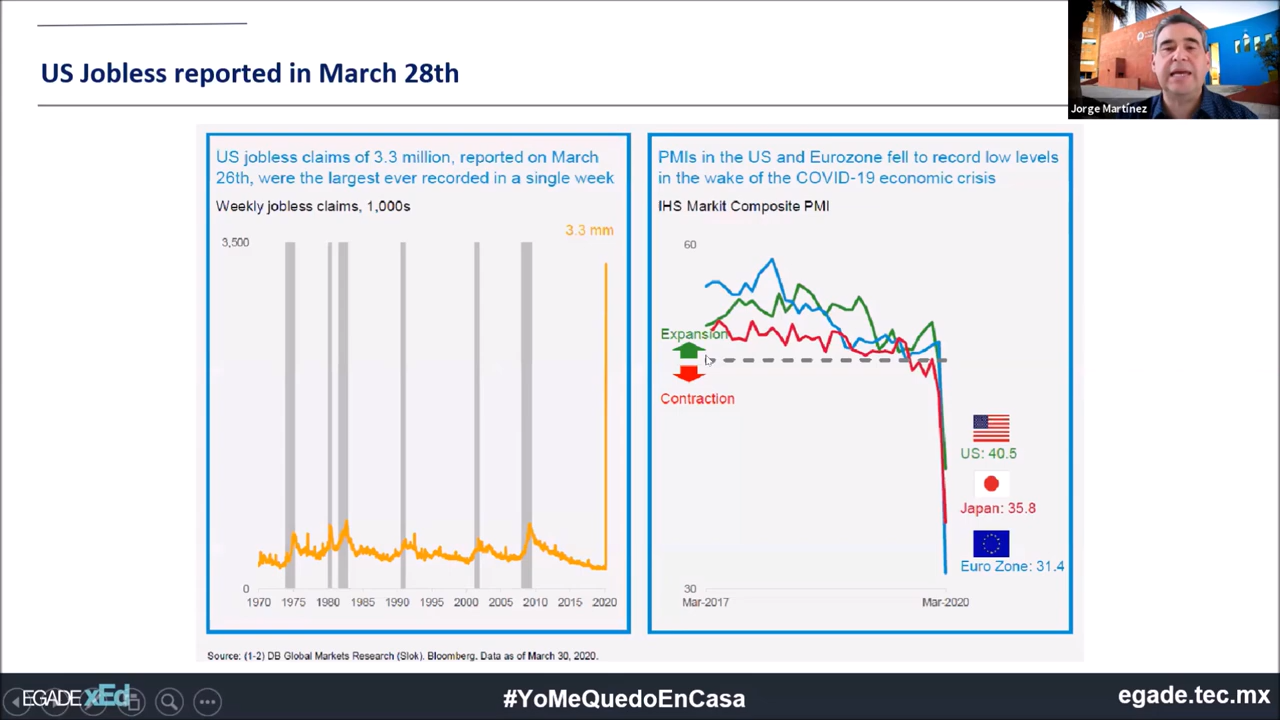 US Jobless reported in March 28th
Jorge Martínez
US jobless claims of 3.3 million, reported on March
26th, were the largest ever recorded in a single week
Weekly jobless claims, 1,000s
3.3 mm
3,500
0
1970 1975 1980 1985 1990 1995 2000 2005 2010 2015 2020
PMIs in the US and Eurozone fell to record low levels
in the wake of the COVID-19 economic crisis
IHS Markit Composite PMI
60
Expansion
Contraction
US: 40.5
Japan: 35.8
Euro Zone: 31.4
30
Mar-2017 Mar-2020
Source: (1-2) DB Global Markets Research (Slok). Bloomberg. Data as of March 30, 2020.
EGADE xEd
#YoMeQuedoEnCasa
egade.tec.mx